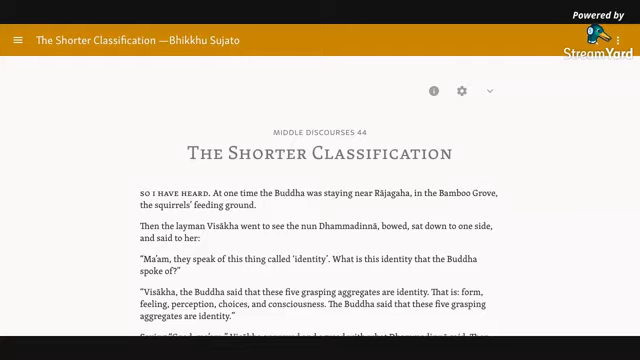 Powered by
The Shorter Classification —Bhikkhu Sujato
StreamYard
MIDDLE DISCOURSES 44
The Shorter Classification
So I have heard. At one time the Buddha was staying near Rājagaha, in the Bamboo Grove,
the squirrels’ feeding ground.
Then the layman Visākha went to see the nun Dhammadinnā, bowed, sat down to one side,
and said to her:
“Ma’am, they speak of this thing called ‘identity’. What is this identity that the Buddha
spoke of?”
“Visākha, the Buddha said that these five grasping aggregates are identity. That is: form,
feeling, perception, choices, and consciousness. The Buddha said that these five grasping
aggregates are identity.”